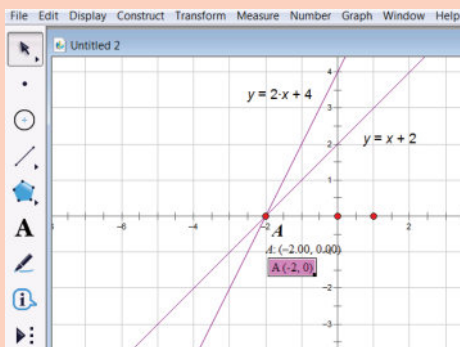 File Edit Display Construct Transform Measure Number Graph Window Help
Untitled 2
4
y = 2·x + 4
3
y = x + 2
2
1
-6
-4
-2
2
A
A: (-2.00, 0.00)
-1
A (-2, 0)
-2
-3
A